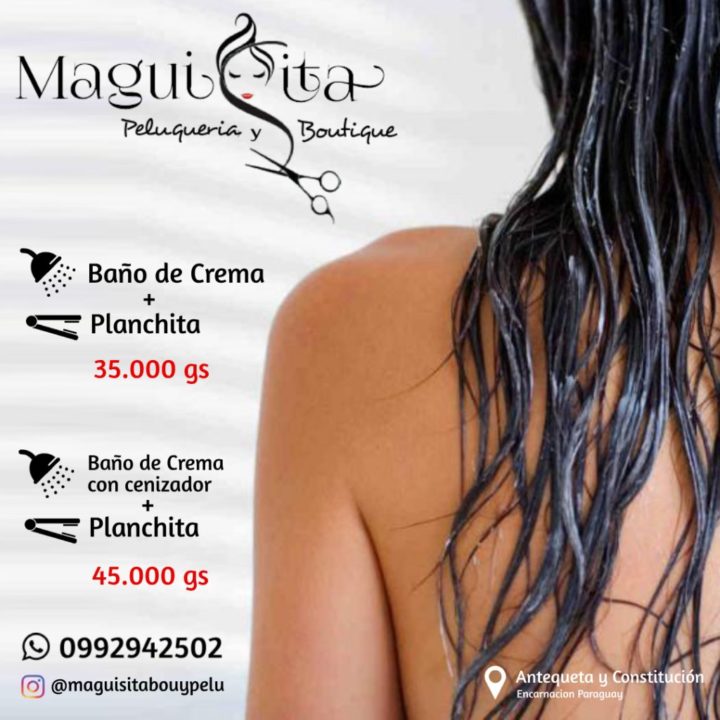 Maguisita
Peluqueria y Boutique
Baño de Crema
+
Planchita
35.000 gs
Baño de Crema
con cenizador
+
Planchita
45.000 gs
0992942502
@maguisitabouypelu
Antequeta y Constitución
Encarnacion Paraguay